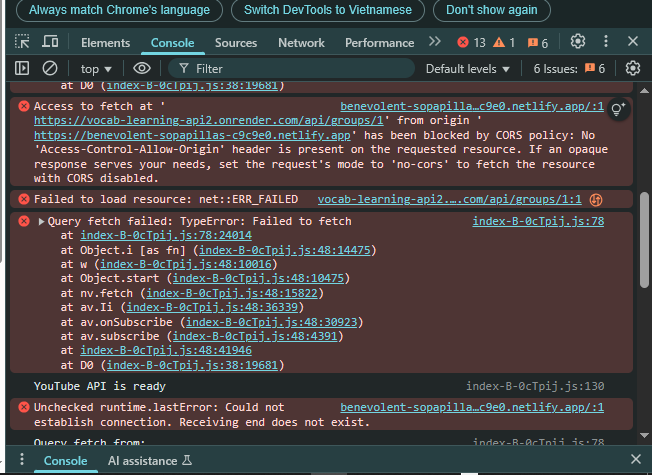 Always match Chrome's language Switch DevTools to Vietnamese Don't show again
Elements Console Sources Network Performance 13 1 6
top Filter Default levels 6 Issues: 6
at D0 (index-B-0cTpij.js:38:19681)
Access to fetch at ' benevolent-sopapilla…c9e0.netlify.app/:1
https://vocab-learning-api2.onrender.com/api/groups/1' from origin '
https://benevolent-sopapillas-c9c9e0.netlify.app' has been blocked by CORS policy: No
'Access-Control-Allow-Origin' header is present on the requested resource. If an opaque
response serves your needs, set the request's mode to 'no-cors' to fetch the resource
with CORS disabled.
Failed to load resource: net::ERR_FAILED vocab-learning-api2.….com/api/groups/1:1
Query fetch failed: TypeError: Failed to fetch index-B-0cTpij.js:78
at index-B-0cTpij.js:78:24014
at Object.i [as fn] (index-B-0cTpij.js:48:14475)
at w (index-B-0cTpij.js:48:10016)
at Object.start (index-B-0cTpij.js:48:10475)
at nv.fetch (index-B-0cTpij.js:48:15822)
at av.Ii (index-B-0cTpij.js:48:36339)
at av.onSubscribe (index-B-0cTpij.js:48:30923)
at av.subscribe (index-B-0cTpij.js:48:4391)
at index-B-0cTpij.js:48:41946
at D0 (index-B-0cTpij.js:38:19681)
YouTube API is ready index-B-0cTpij.js:130
Unchecked runtime.lastError: Could not benevolent-sopapilla…c9e0.netlify.app/:1
establish connection. Receiving end does not exist.
Query fetch from: index-B-0cTpij.js:78
Console AI assistance